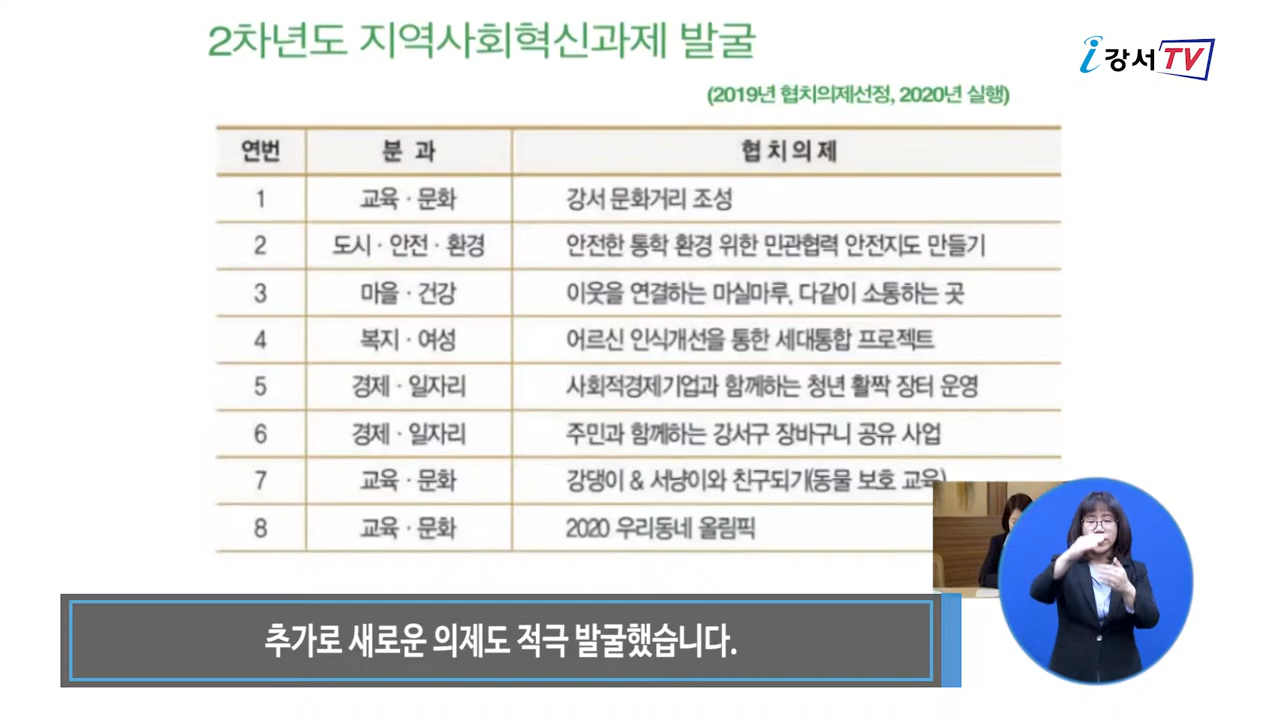 2차년도 지역사회혁신과제 발굴
i강서TV
(2019년 협치의제선정, 2020년 실행)
연번 분 과 협 치 의 제
1 교육 · 문화 강서 문화거리 조성
2 도시 · 안전 · 환경 안전한 통학 환경 위한 민관협력 안전지도 만들기
3 마을 · 건강 이웃을 연결하는 마실마루, 다같이 소통하는 곳
4 복지 · 여성 어르신 인식개선을 통한 세대통합 프로젝트
5 경제 · 일자리 사회적경제기업과 함께하는 청년 활짝 장터 운영
6 경제 · 일자리 주민과 함께하는 강서구 장바구니 공유 사업
7 교육 · 문화 강댕이 & 서냥이와 친구되기(동물 보호 교육)
8 교육 · 문화 2020 우리동네 올림픽
추가로 새로운 의제도 적극 발굴했습니다.